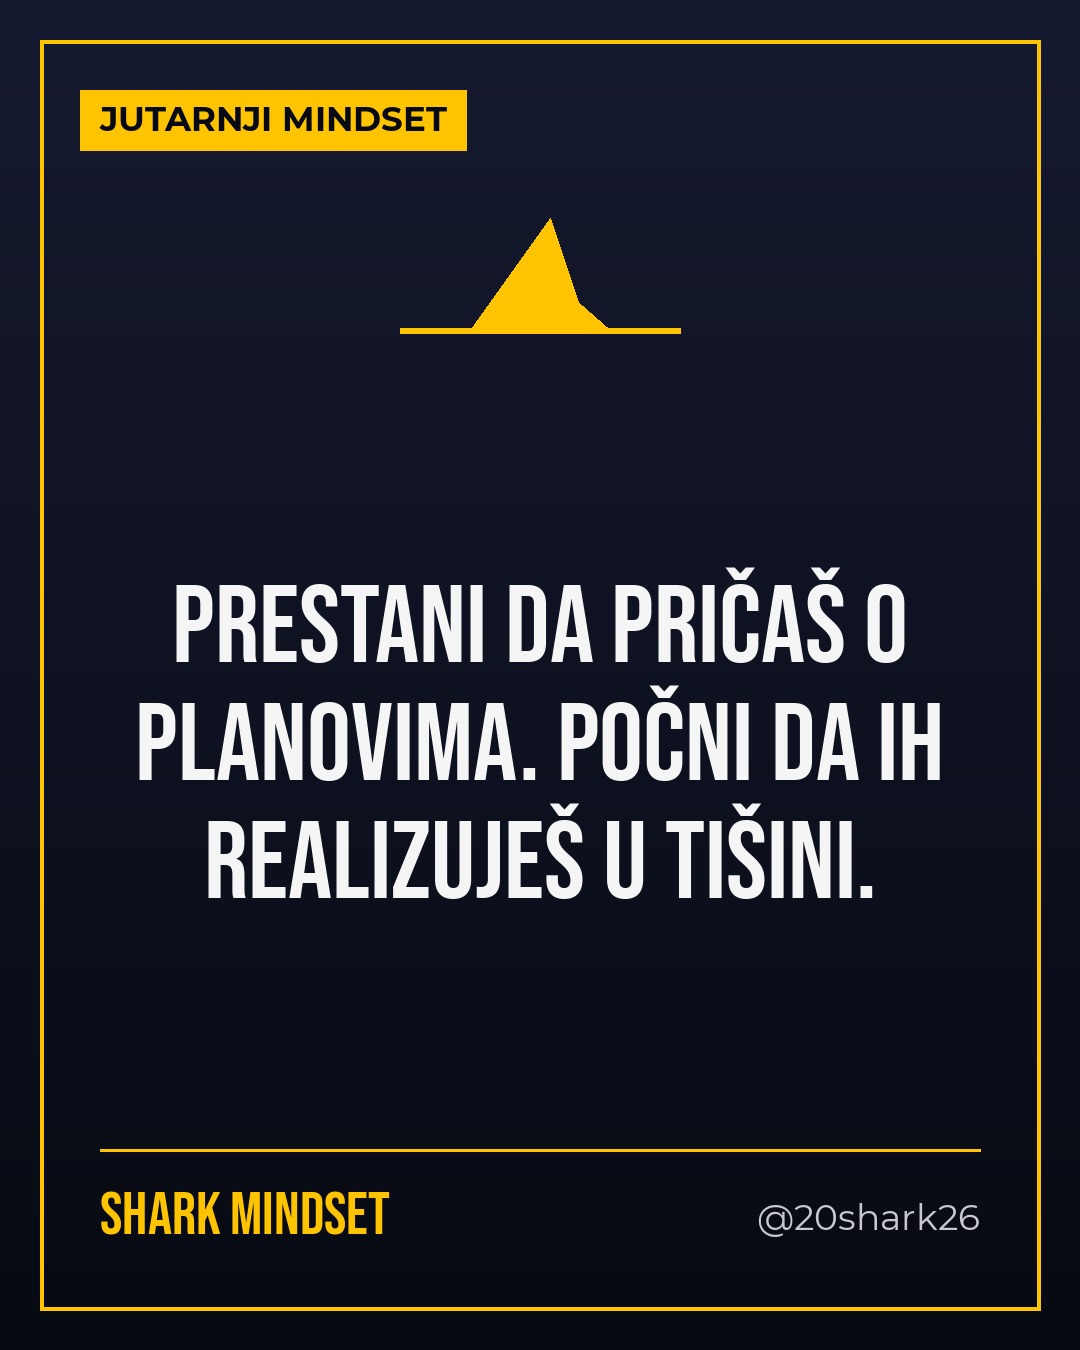 JUTARNJI MINDSET
PRESTANI DA PRIČAŠ O
PLANOVIMA. POČNI DA IH
REALIZUJEŠ U TIŠINI.
SHARK MINDSET
@20shark26